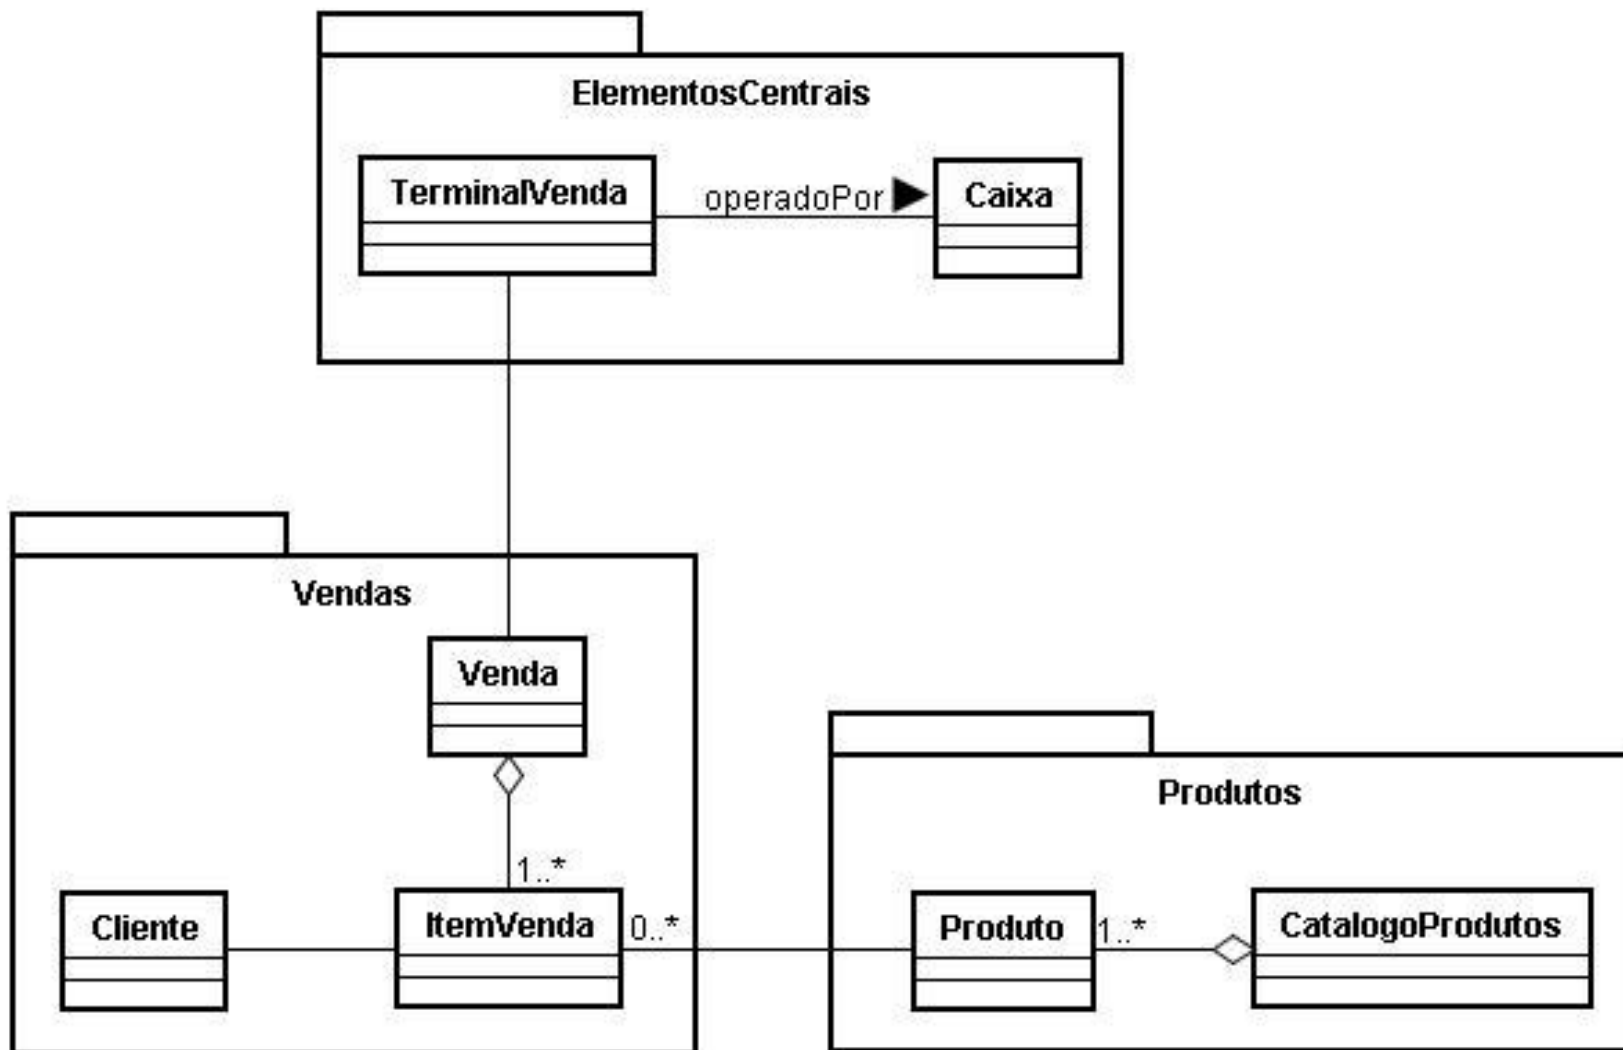 ElementosCentrais
TerminalVenda
operadoPor
Caixa
Vendas
Venda
1..*
Cliente
ItemVenda
0..*
Produtos
Produto
1..*
CatalogoProdutos